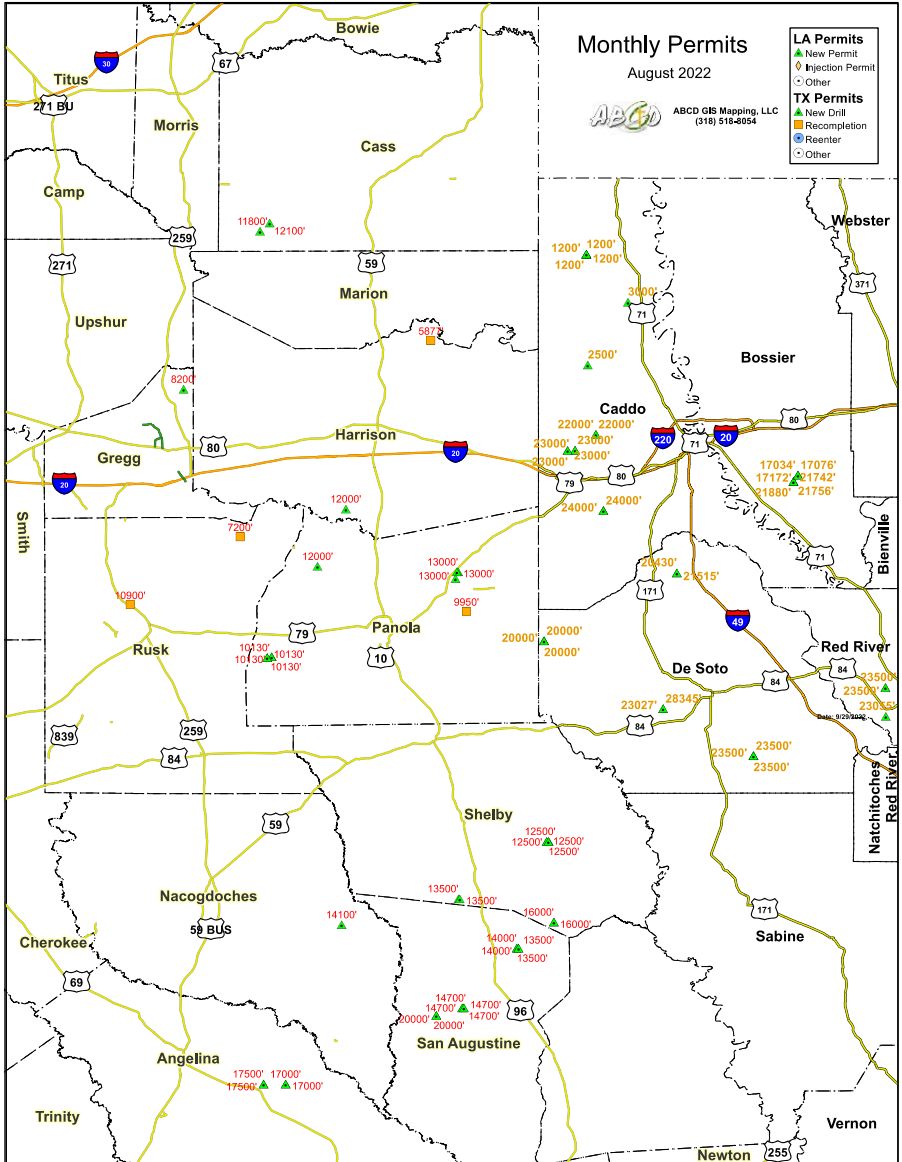 Monthly Permits
August 2022
ABCD
ABCD GIS Mapping, LLC
(318) 518-8054
LA Permits
New Permit
Injection Permit
Other
TX Permits
New Drill
Recompletion
Reenter
Other
Bowie
30
67
Titus
271 BU
Morris
Cass
Camp
Webster
11800'
12100'
259
1200' 1200'
1200' 1200'
271
59
371
Marion
3000'
71
Upshur
5877'
Bossier
2500'
8200'
Caddo
22000' 22000'
80
Harrison
220
20
71
80
23000' 23000'
23000' 23000'
Gregg
20
80
79
20
17034' 17076'
17172' 21742'
21880' 21756'
12000'
24000' 24000'
Smith
7200'
Bienville
12000'
13000' 13000'
13000'
20430'
21515'
71
171
10900'
9950'
49
79
Panola
20000' 20000'
20000'
Rusk
10
Red River
10130' 10130'
10130' 10130'
De Soto
84
84
23500'
23500'
23027' 28345'
23055'
Date: 9/29/2022
839
259
84
84
23500' 23500'
23500'
Natchitoches
Red River
59
Shelby
12500'
12500' 12500'
12500'
Nacogdoches
13500'
13500'
171
14100'
16000'
16000'
59 BUS
Sabine
Cherokee
14000' 13500'
14000' 13500'
69
14700' 14700'
14700' 14700'
96
20000'
20000'
San Augustine
Angelina
17500' 17000'
17500' 17000'
Trinity
Vernon
Newton
255